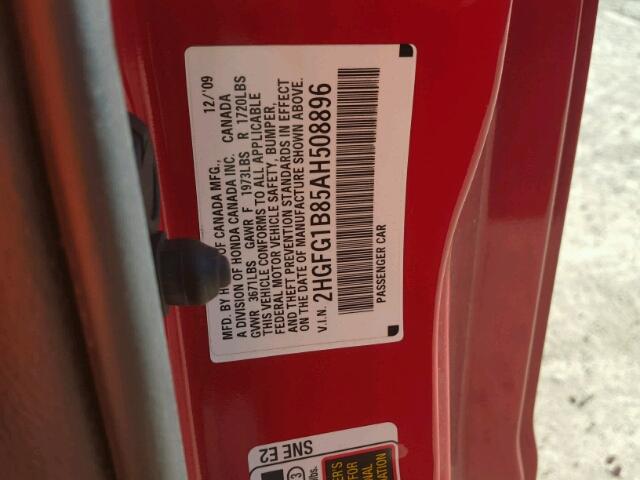 MFD. BY OF CANADA MFG., 12/'09
A DIVISION OF HONDA CANADA INC. CANADA
GVWR 3671LBS GAWR F 1973LBS R 1720LBS
THIS VEHICLE CONFORMS TO ALL APPLICABLE
FEDERAL MOTOR VEHICLE SAFETY, BUMPER,
AND THEFT PREVENTION STANDARDS IN EFFECT
ON THE DATE OF MANUFACTURE SHOWN ABOVE.
V.I.N. 2HGFG1B85AH508896
PASSENGER CAR
SNE E2